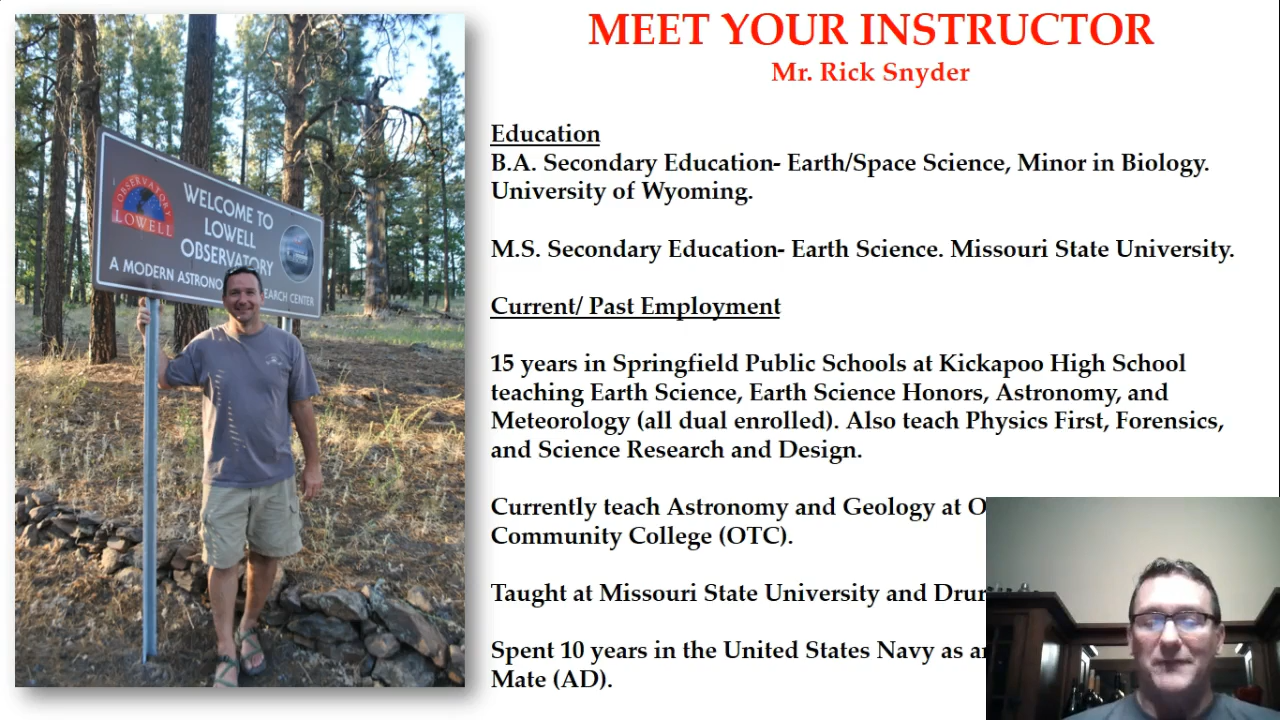 MEET YOUR INSTRUCTOR
Mr. Rick Snyder
Education
B.A. Secondary Education- Earth/Space Science, Minor in Biology.
University of Wyoming.
M.S. Secondary Education- Earth Science. Missouri State University.
Current/ Past Employment
15 years in Springfield Public Schools at Kickapoo High School
teaching Earth Science, Earth Science Honors, Astronomy, and
Meteorology (all dual enrolled). Also teach Physics First, Forensics,
and Science Research and Design.
Currently teach Astronomy and Geology at O
Community College (OTC).
Taught at Missouri State University and Drur
Spent 10 years in the United States Navy as
Mate (AD).
OBSERVATORY
LOWELL
WELCOME TO
LOWELL
OBSERVATORY
A MODERN ASTRONO EARCH CENTER